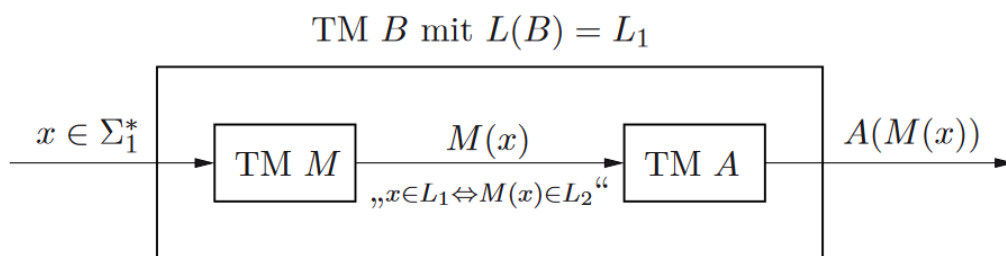 TM B mit L(B) = L₁
x ∈ Σ₁*
TM M
M(x)
„x∈L₁⇔M(x)∈L₂“
TM A
A(M(x))